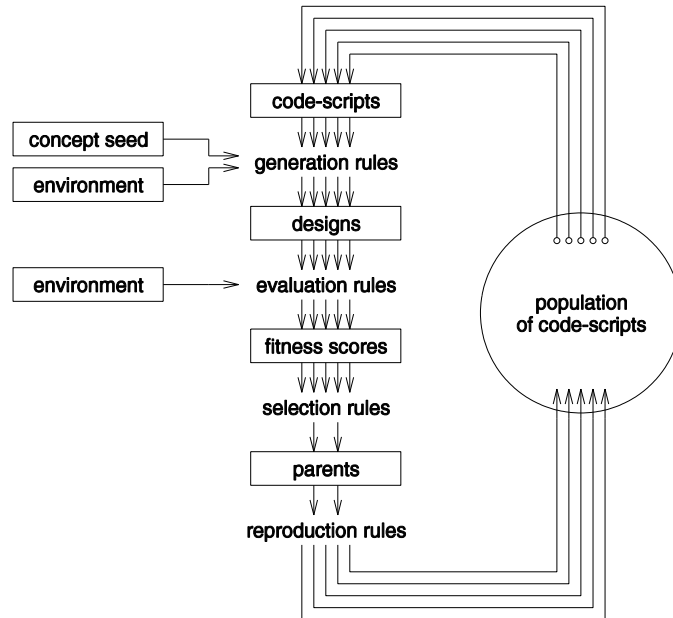 code-scripts
concept seed
generation rules
environment
designs
environment
evaluation rules
population
of code-scripts
fitness scores
selection rules
parents
reproduction rules